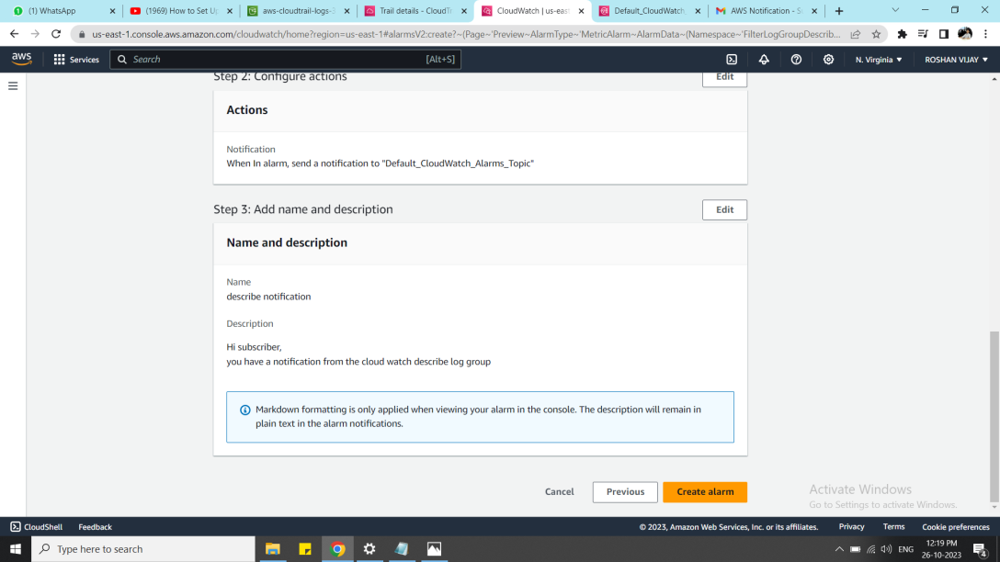 (1) WhatsApp
(1969) How to Set Up
aws-cloudtrail-logs-3
Trail details - CloudTr
CloudWatch | us-east
Default_CloudWatch_
AWS Notification - Su
us-east-1.console.aws.amazon.com/cloudwatch/home?region=us-east-1#alarmsV2:create?~(Page~'Preview~AlarmType~'MetricAlarm~AlarmData~(Namespace~'FilterLogGroupDescrib...
aws
Services
Search
[Alt+S]
N. Virginia
ROSHAN VIJAY
Step 2: Configure actions
Edit
Actions
Notification
When In alarm, send a notification to "Default_CloudWatch_Alarms_Topic"
Step 3: Add name and description
Edit
Name and description
Name
describe notification
Description
Hi subscriber,
you have a notification from the cloud watch describe log group
Markdown formatting is only applied when viewing your alarm in the console. The description will remain in
plain text in the alarm notifications.
Cancel
Previous
Create alarm
Activate Windows
Go to Settings to activate Windows.
CloudShell
Feedback
© 2023, Amazon Web Services, Inc. or its affiliates.
Privacy
Terms
Cookie preferences
Type here to search
ENG
12:19 PM
26-10-2023
4